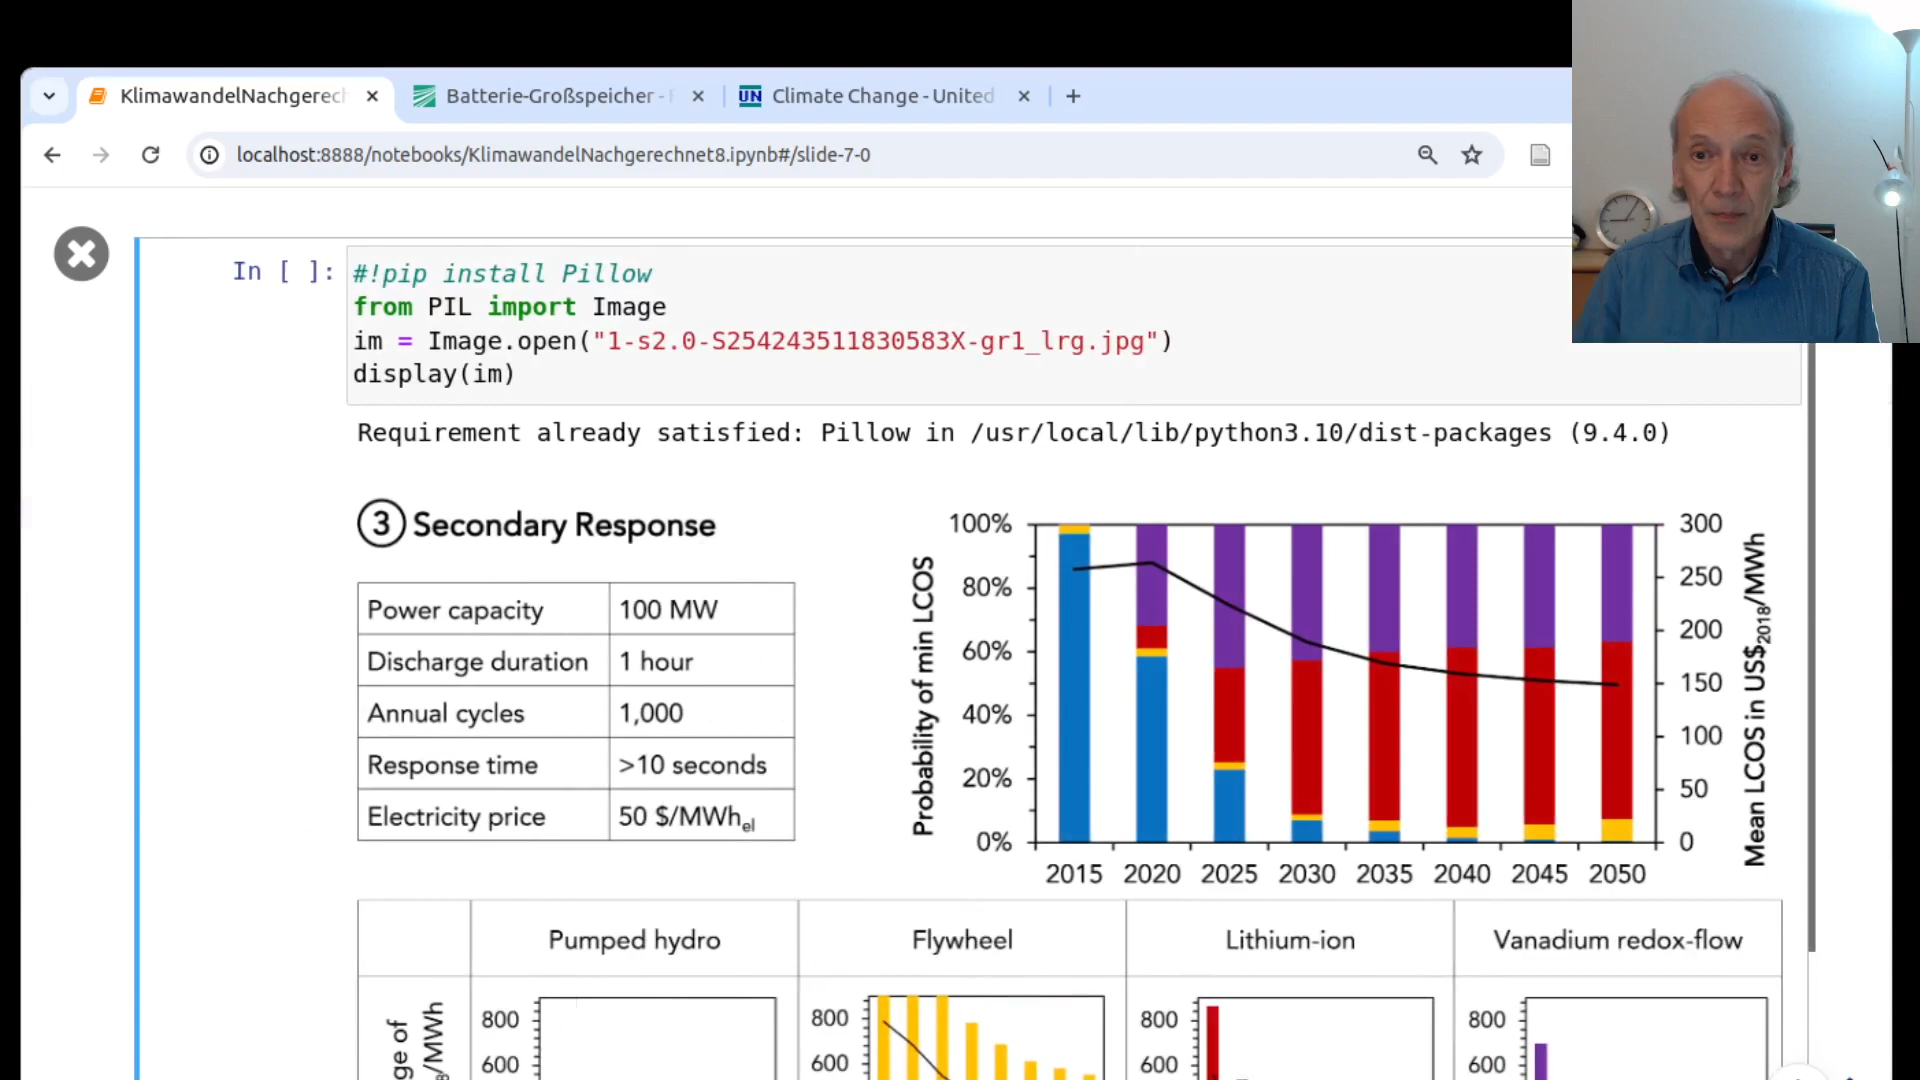 KlimawandelNachgerech
Batterie-Großspeicher -
Climate Change - United
localhost:8888/notebooks/KlimawandelNachgerechnet8.ipynb#/slide-7-0
In [ ]:
#!pip install Pillow
from PIL import Image
im = Image.open("1-s2.0-S254243511830583X-gr1_lrg.jpg")
display(im)
Requirement already satisfied: Pillow in /usr/local/lib/python3.10/dist-packages (9.4.0)
3 Secondary Response
Power capacity 100 MW
Discharge duration 1 hour
Annual cycles 1,000
Response time >10 seconds
Electricity price 50 $/MWhel
Probability of min LCOS
100%
80%
60%
40%
20%
0%
300
250
200
150
100
50
0
Mean LCOS in US$2018/MWh
2015 2020 2025 2030 2035 2040 2045 2050
Pumped hydro Flywheel Lithium-ion Vanadium redox-flow
ge of
/MWh
800 800 800 800
600 600 600 600